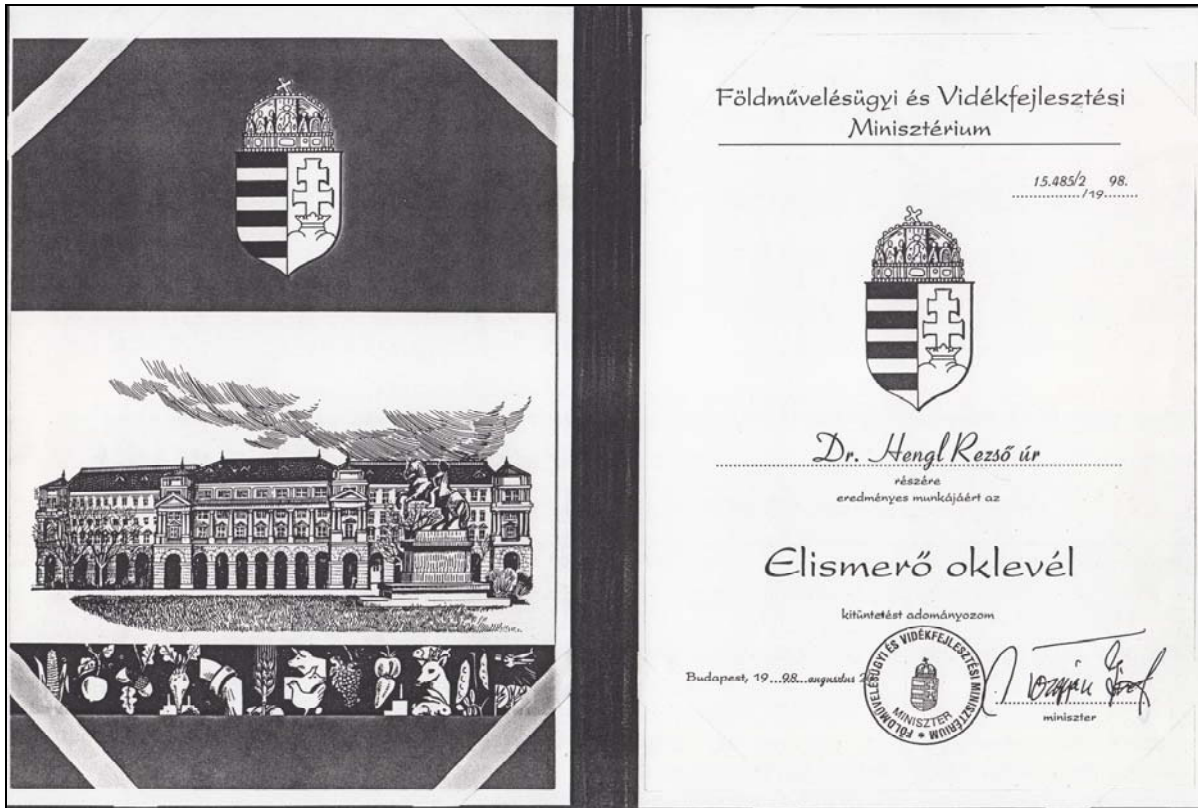 Földművelésügyi és Vidékfejlesztési
Minisztérium
15.485/2 98.
/19
Dr. Hengl Rezső úr
részére
eredményes munkájáért az
Elismerő oklevél
kitüntetést adományozom
FÖLDMŰVELÉSÜGYI ÉS VIDÉKFEJLESZTÉSI MINISZTÉRIUM
MINISZTER
Budapest, 19 98. augusztus
miniszter